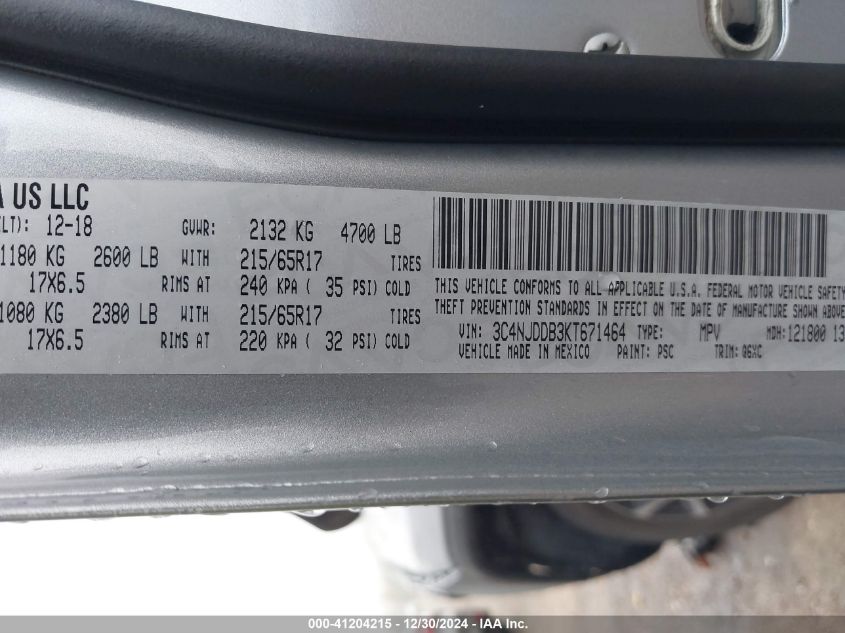 A US LLC
ELT): 12-18 GVWR: 2132 KG 4700 LB
1180 KG 2600 LB WITH 215/65R17 TIRES
17X6.5 RIMS AT 240 KPA ( 35 PSI) COLD
1080 KG 2380 LB WITH 215/65R17 TIRES
17X6.5 RIMS AT 220 KPA ( 32 PSI) COLD
THIS VEHICLE CONFORMS TO ALL APPLICABLE U.S.A. FEDERAL MOTOR VEHICLE SAFETY
THEFT PREVENTION STANDARDS IN EFFECT ON THE DATE OF MANUFACTURE SHOWN ABOVE
VIN: 3C4NJDDB3KT671464 TYPE: MPV MDH:121800 13
VEHICLE MADE IN MEXICO PAINT: PSC TRIM: Q6XC
000-41204215 - 12/30/2024 - IAA Inc.